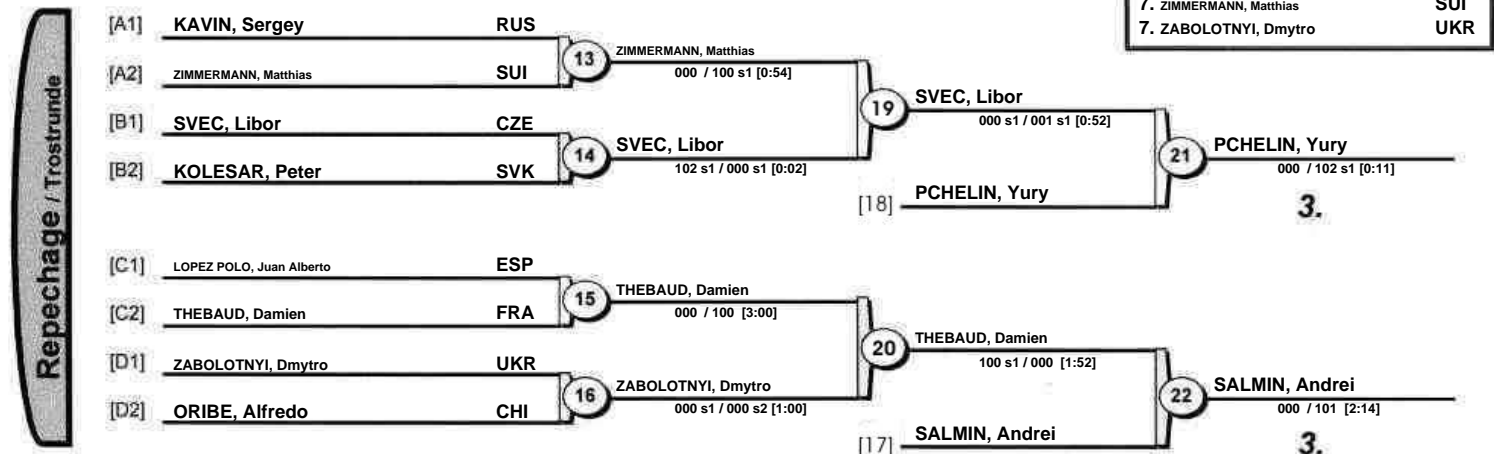 7. ZIMMERMANN, Matthias SUI
7. ZABOLOTNYI, Dmytro UKR
Repechage / Trostrunde
[A1] KAVIN, Sergey RUS
[A2] ZIMMERMANN, Matthias SUI
13 ZIMMERMANN, Matthias
000 / 100 s1 [0:54]
[B1] SVEC, Libor CZE
[B2] KOLESAR, Peter SVK
14 SVEC, Libor
102 s1 / 000 s1 [0:02]
19 SVEC, Libor
000 s1 / 001 s1 [0:52]
[18] PCHELIN, Yury
21 PCHELIN, Yury
000 / 102 s1 [0:11]
3.
[C1] LOPEZ POLO, Juan Alberto ESP
[C2] THEBAUD, Damien FRA
15 THEBAUD, Damien
000 / 100 [3:00]
[D1] ZABOLOTNYI, Dmytro UKR
[D2] ORIBE, Alfredo CHI
16 ZABOLOTNYI, Dmytro
000 s1 / 000 s2 [1:00]
20 THEBAUD, Damien
100 s1 / 000 [1:52]
[17] SALMIN, Andrei
22 SALMIN, Andrei
000 / 101 [2:14]
3.